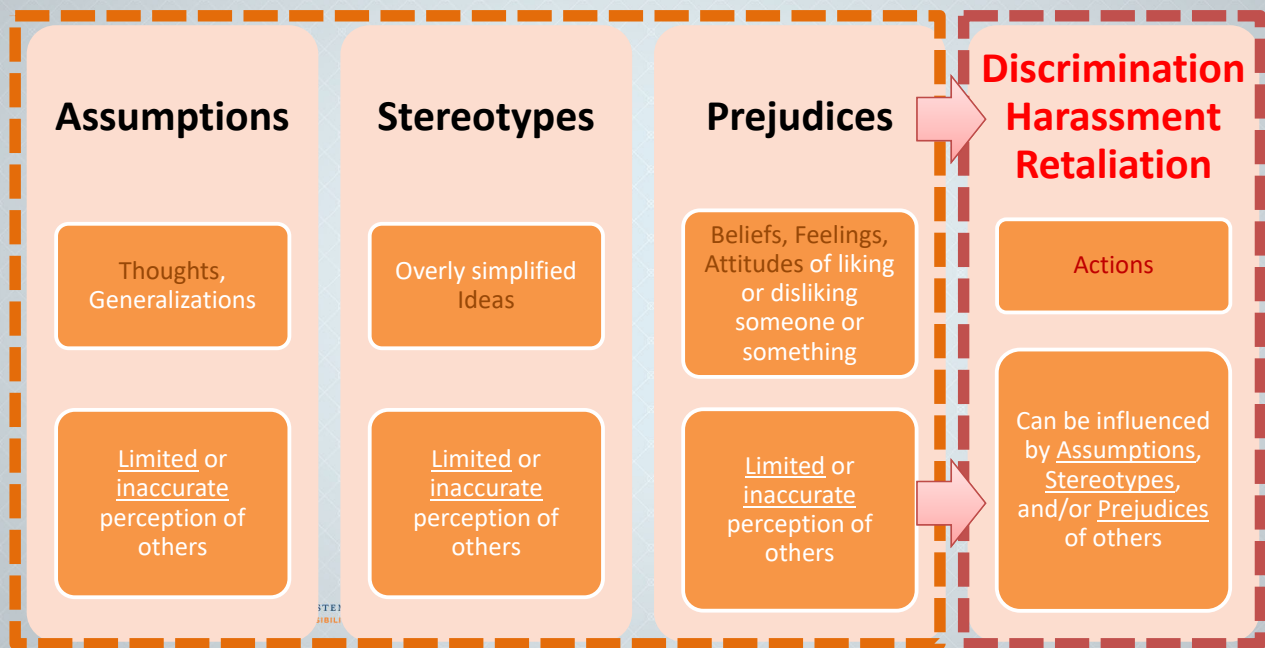 Assumptions
Thoughts,
Generalizations
Limited or
inaccurate
perception of
others
Stereotypes
Overly simplified
Ideas
Limited or
inaccurate
perception of
others
Prejudices
Beliefs, Feelings,
Attitudes of liking
or disliking
someone or
something
Limited or
inaccurate
perception of
others
Discrimination
Harassment
Retaliation
Actions
Can be influenced
by Assumptions,
Stereotypes,
and/or Prejudices
of others